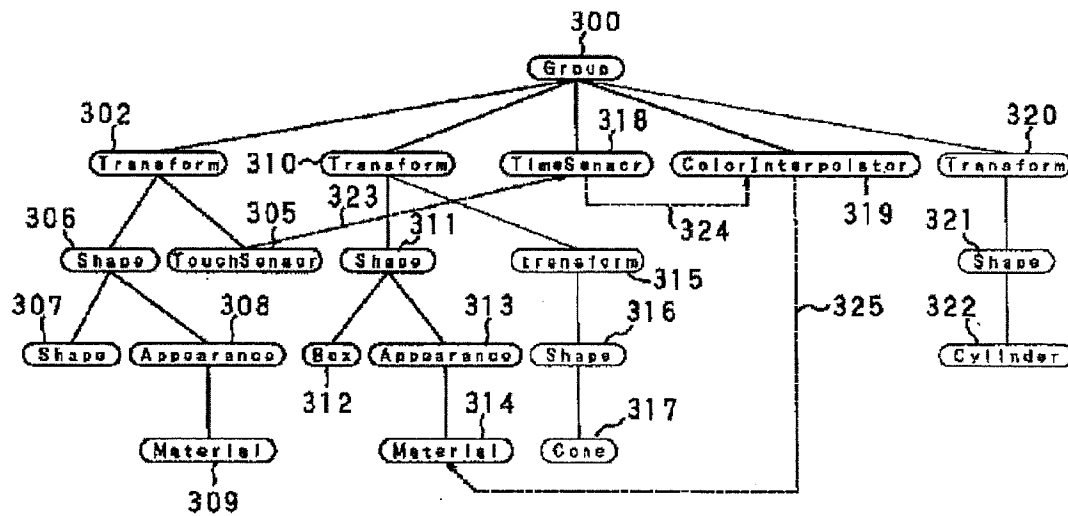 300
Group
302
318
320
Transform
310
Transform
TimeSensor
ColorInterpolator
Transform
323
305
311
324
319
306
321
Shape
TouchSensor
Shape
transform
315
Shape
307
308
313
316
325
322
Shape
Appearance
Box
Appearance
Shape
Cylinder
312
314
317
Material
Material
Cone
309